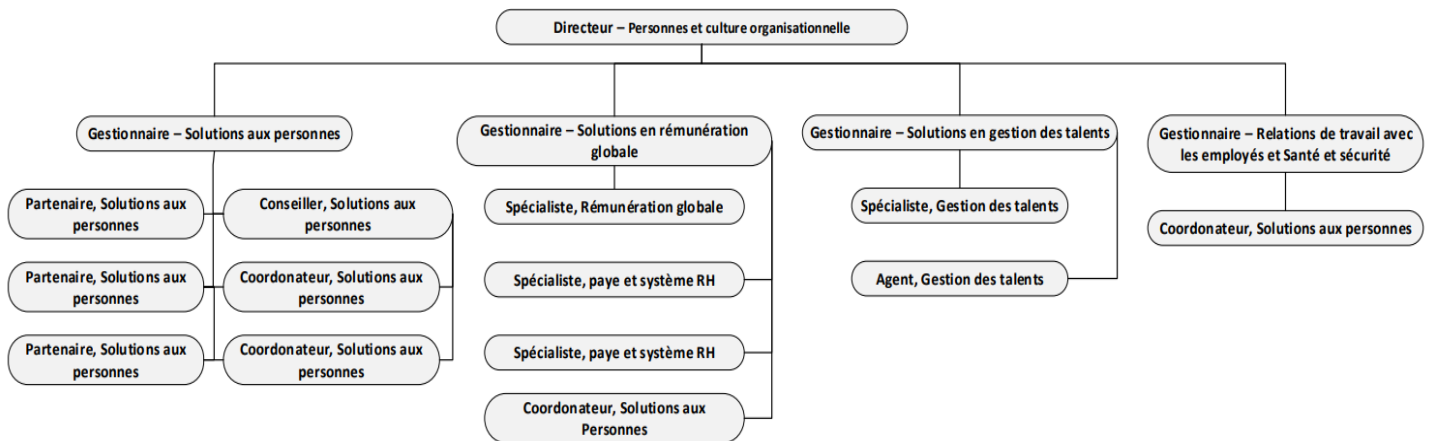 Directeur – Personnes et culture organisationnelle
Gestionnaire – Solutions aux personnes
Partenaire, Solutions aux
personnes
Conseiller, Solutions aux
personnes
Partenaire, Solutions aux
personnes
Coordonateur, Solutions aux
personnes
Partenaire, Solutions aux
personnes
Coordonateur, Solutions aux
personnes
Gestionnaire – Solutions en rémunération
globale
Spécialiste, Rémunération globale
Spécialiste, paye et système RH
Spécialiste, paye et système RH
Coordonateur, Solutions aux
Personnes
Gestionnaire – Solutions en gestion des talents
Spécialiste, Gestion des talents
Agent, Gestion des talents
Gestionnaire – Relations de travail avec
les employés et Santé et sécurité
Coordonateur, Solutions aux personnes